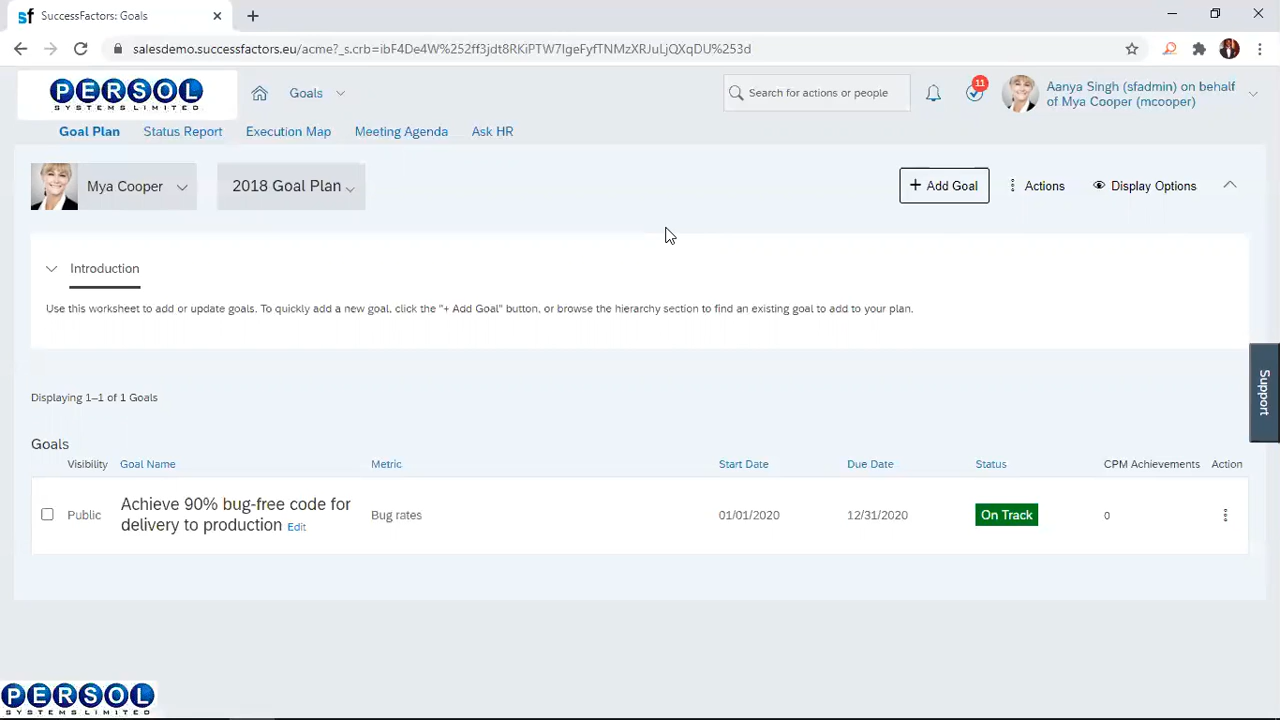 sf SuccessFactors: Goals
salesdemo.successfactors.eu/acme?_s.crb=ibF4De4W%252ff3jdt8RKiPTW7IgeFyfTNMzXRJuLjQXqDU%253d
PERSOL
SYSTEMS LIMITED
Goals
Search for actions or people
11
Aanya Singh (sfadmin) on behalf
of Mya Cooper (mcooper)
Goal Plan Status Report Execution Map Meeting Agenda Ask HR
Mya Cooper 2018 Goal Plan + Add Goal Actions Display Options
Introduction
Use this worksheet to add or update goals. To quickly add a new goal, click the "+ Add Goal" button, or browse the hierarchy section to find an existing goal to add to your plan.
Support
Displaying 1–1 of 1 Goals
Goals
Visibility Goal Name Metric Start Date Due Date Status CPM Achievements Action
Public Achieve 90% bug-free code for Bug rates 01/01/2020 12/31/2020 On Track 0
delivery to production Edit
PERSOL
SYSTEMS LIMITED